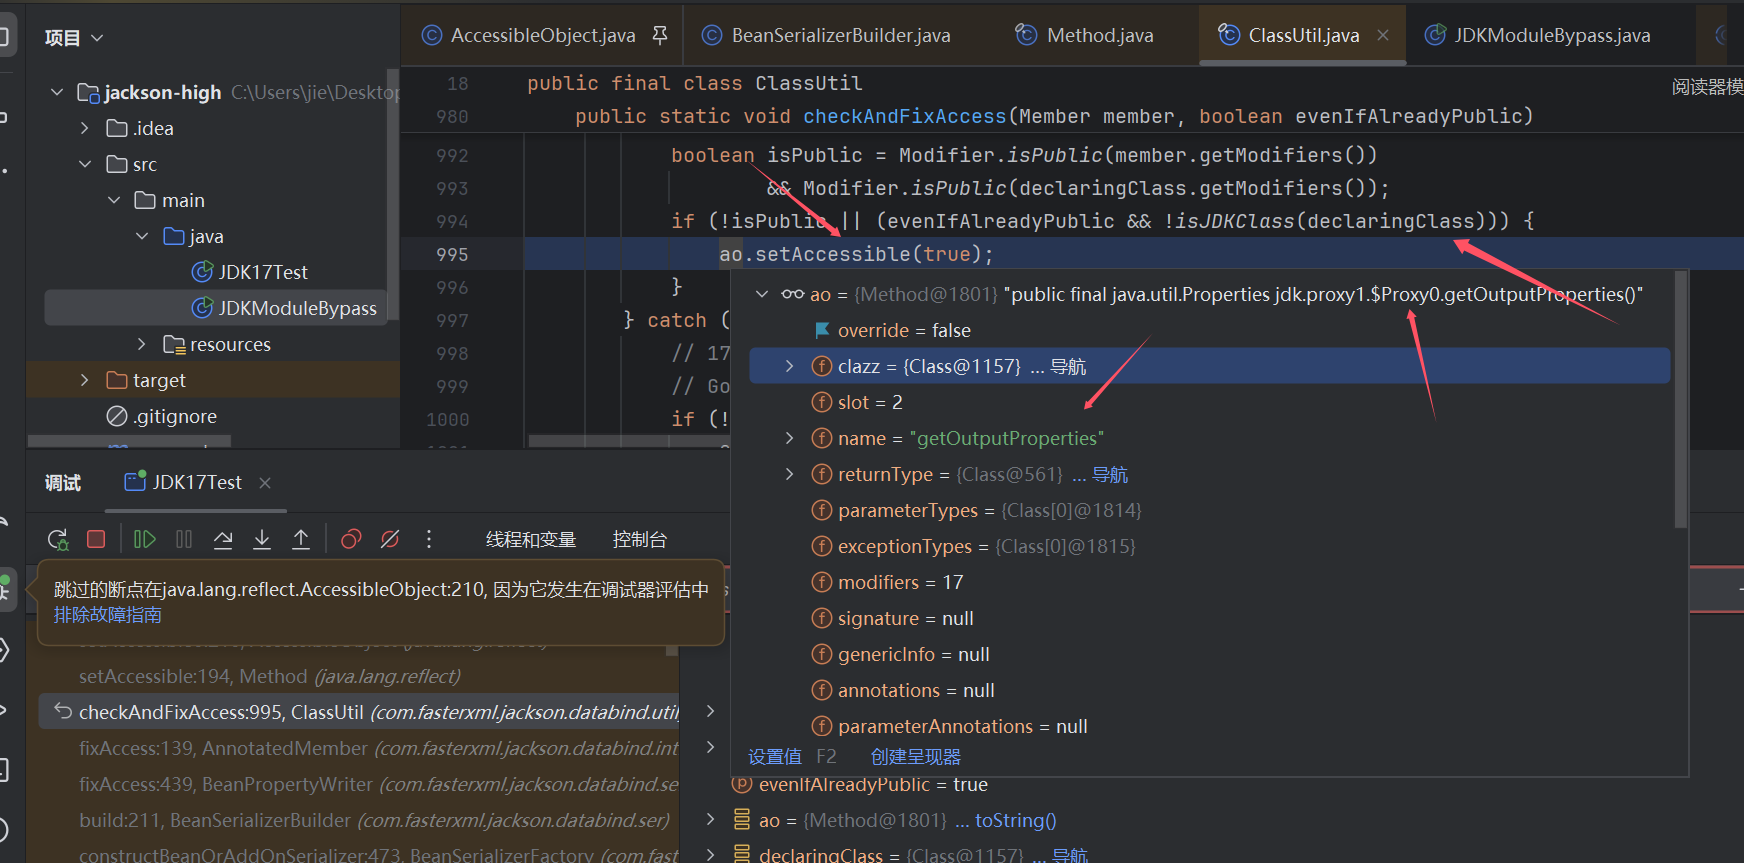 项目
jackson-high C:\Users\jie\Desktop
.idea
src
main
java
JDK17Test
JDKModuleBypass
resources
target
.gitignore
AccessibleObject.java
BeanSerializerBuilder.java
Method.java
ClassUtil.java
JDKModuleBypass.java
阅读器模
18 public final class ClassUtil
980 public static void checkAndFixAccess(Member member, boolean evenIfAlreadyPublic)
992 boolean isPublic = Modifier.isPublic(member.getModifiers())
993 && Modifier.isPublic(declaringClass.getModifiers());
994 if (!isPublic || (evenIfAlreadyPublic && !isJDKClass(declaringClass))) {
995 ao.setAccessible(true);
996 }
997 } catch (
998 // 17
999 // Go
1000 if (!
ao = {Method@1801} "public final java.util.Properties jdk.proxy1.$Proxy0.getOutputProperties()"
override = false
clazz = {Class@1157} ... 导航
slot = 2
name = "getOutputProperties"
returnType = {Class@561} ... 导航
parameterTypes = {Class[0]@1814}
exceptionTypes = {Class[0]@1815}
modifiers = 17
signature = null
genericInfo = null
annotations = null
parameterAnnotations = null
设置值 F2 创建呈现器
调试
JDK17Test
线程和变量 控制台
跳过的断点在java.lang.reflect.AccessibleObject:210, 因为它发生在调试器评估中
排除故障指南
setAccessible:194, Method (java.lang.reflect)
checkAndFixAccess:995, ClassUtil (com.fasterxml.jackson.databind.util
fixAccess:139, AnnotatedMember (com.fasterxml.jackson.databind.int
fixAccess:439, BeanPropertyWriter (com.fasterxml.jackson.databind.se
build:211, BeanSerializerBuilder (com.fasterxml.jackson.databind.ser)
constructBeanOrAddOnSerializer:473, BeanSerializerFactory (com.fast
evenIfAlreadyPublic = true
ao = {Method@1801} ... toString()
declaringClass = {Class@1157} ... 导航